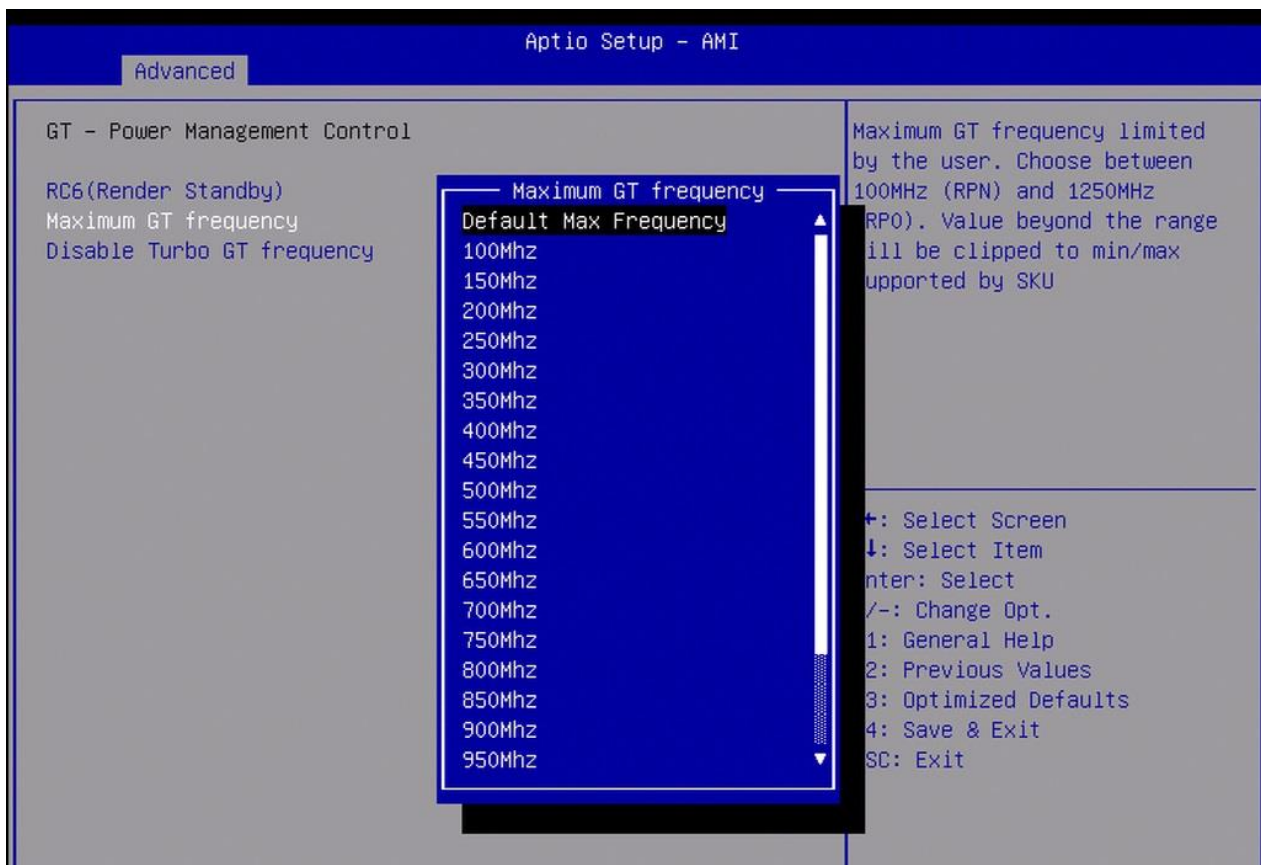 Aptio Setup – AMI
Advanced
GT – Power Management Control
RC6(Render Standby)
Maximum GT frequency
Disable Turbo GT frequency
Maximum GT frequency
Default Max Frequency
100Mhz
150Mhz
200Mhz
250Mhz
300Mhz
350Mhz
400Mhz
450Mhz
500Mhz
550Mhz
600Mhz
650Mhz
700Mhz
750Mhz
800Mhz
850Mhz
900Mhz
950Mhz
Maximum GT frequency limited
by the user. Choose between
100MHz (RPN) and 1250MHz
RP0). Value beyond the range
ill be clipped to min/max
upported by SKU
←: Select Screen
↓: Select Item
nter: Select
/-: Change Opt.
1: General Help
2: Previous Values
3: Optimized Defaults
4: Save & Exit
SC: Exit